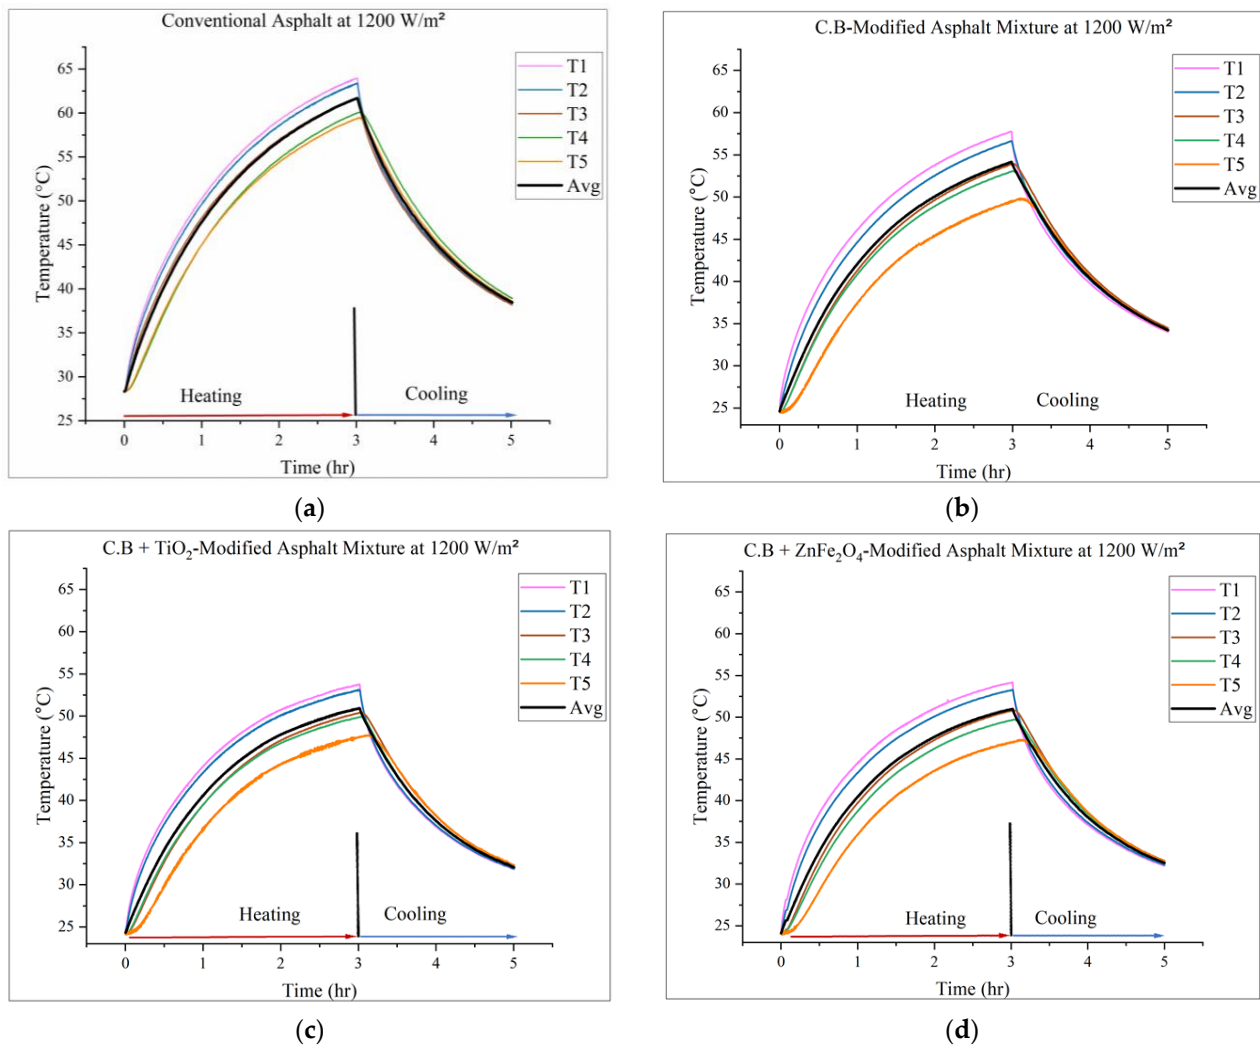 Conventional Asphalt at 1200 W/m²
T1
T2
T3
T4
T5
Avg
65
60
55
50
45
40
35
30
25
Temperature (°C)
Heating
Cooling
0
1
2
3
4
5
Time (hr)
(a)
C.B-Modified Asphalt Mixture at 1200 W/m²
T1
T2
T3
T4
T5
Avg
65
60
55
50
45
40
35
30
25
Temperature (°C)
Heating
Cooling
0
1
2
3
4
5
Time (hr)
(b)
C.B + TiO₂-Modified Asphalt Mixture at 1200 W/m²
T1
T2
T3
T4
T5
Avg
65
60
55
50
45
40
35
30
25
Temperature (°C)
Heating
Cooling
0
1
2
3
4
5
Time (hr)
(c)
C.B + ZnFe₂O₄-Modified Asphalt Mixture at 1200 W/m²
T1
T2
T3
T4
T5
Avg
65
60
55
50
45
40
35
30
25
Temperature (°C)
Heating
Cooling
0
1
2
3
4
5
Time (hr)
(d)